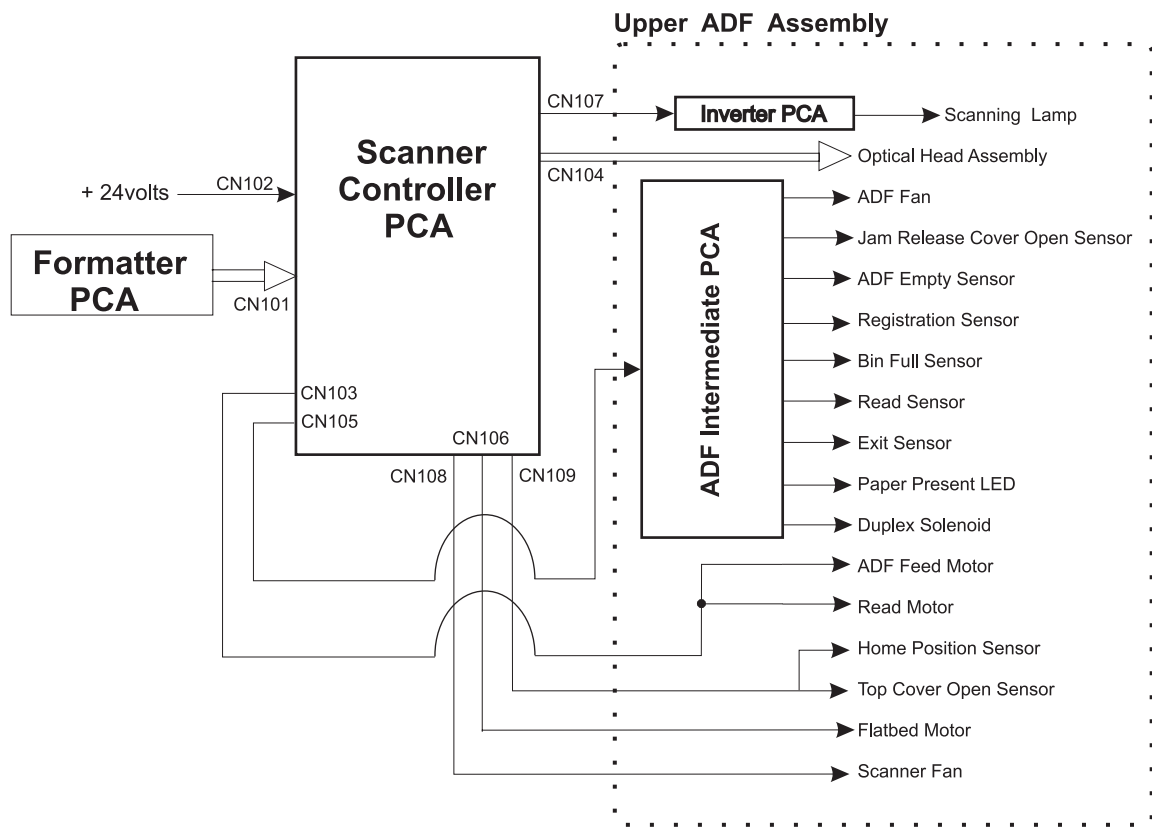 Upper ADF Assembly
CN107
Inverter PCA
Scanning Lamp
Scanner
Controller
PCA
CN104
Optical Head Assembly
+ 24volts
CN102
ADF Fan
Formatter
PCA
CN101
ADF Intermediate PCA
Jam Release Cover Open Sensor
ADF Empty Sensor
Registration Sensor
Bin Full Sensor
CN103
CN105
Read Sensor
CN106
Exit Sensor
CN108
CN109
Paper Present LED
Duplex Solenoid
ADF Feed Motor
Read Motor
Home Position Sensor
Top Cover Open Sensor
Flatbed Motor
Scanner Fan